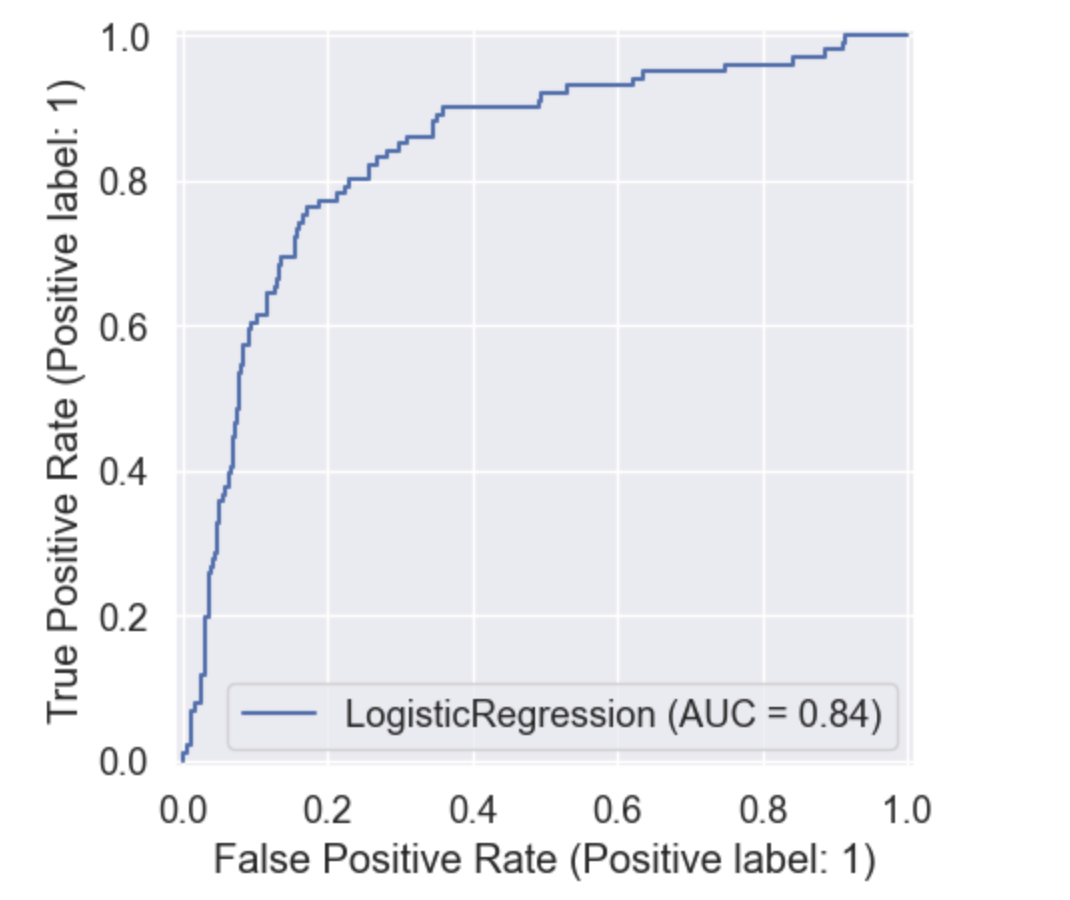 True Positive Rate (Positive label: 1)
1.0
0.8
0.6
0.4
0.2
0.0
LogisticRegression (AUC = 0.84)
0.0 0.2 0.4 0.6 0.8 1.0
False Positive Rate (Positive label: 1)